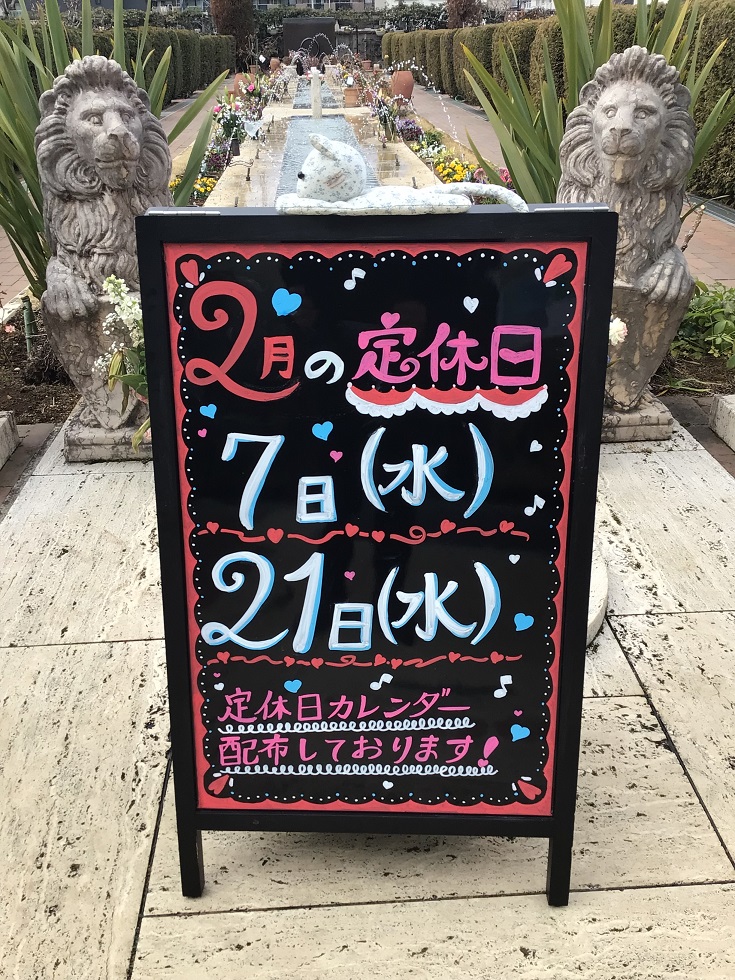 2月の定休日
7日(水)
21日(水)
定休日カレンダー
配布しております!